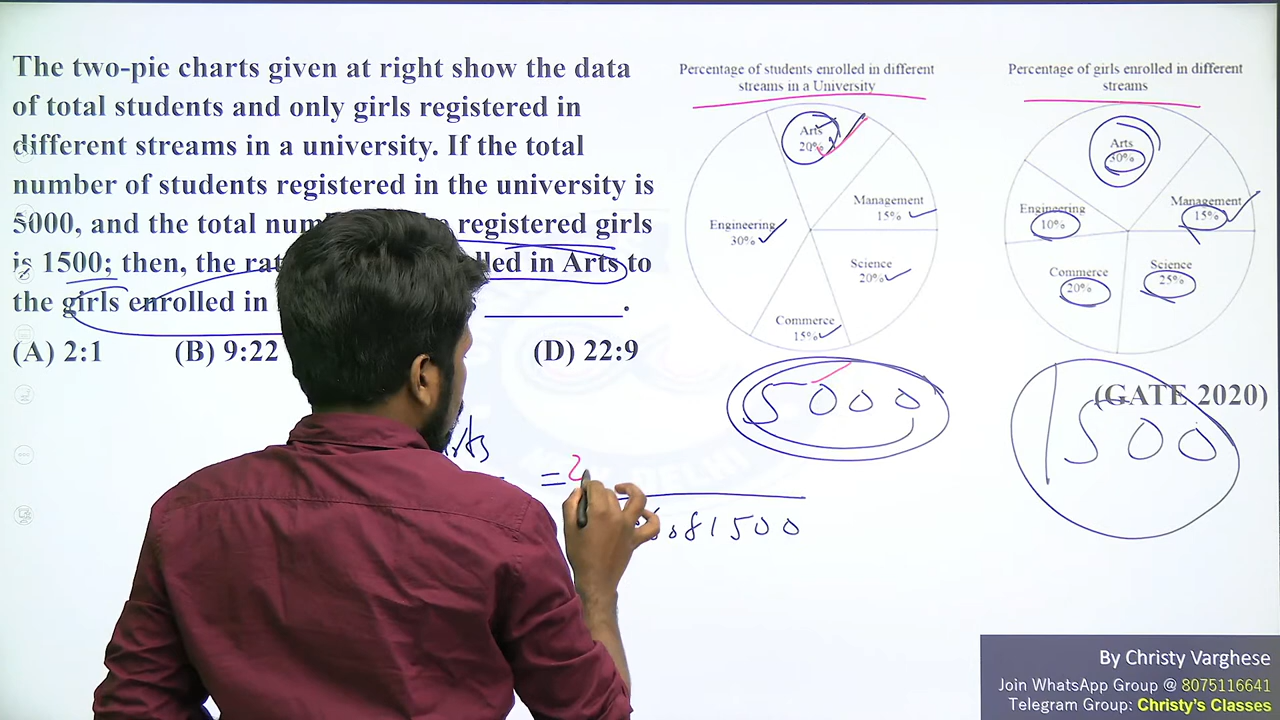 The two-pie charts given at right show the data
of total students and only girls registered in
different streams in a university. If the total
number of students registered in the university is
5000, and the total registered girls
is 1500; then, the in Arts to
the girls enrolled in .
(A) 2:1 (B) 9:22 (D) 22:9
Percentage of students enrolled in different
streams in a University
Arts
20%
Management
15%
Engineering
30%
Science
20%
Commerce
15%
5000
Percentage of girls enrolled in different
streams
Arts
30%
Management
15%
Engineering
10%
Science
25%
Commerce
20%
(GATE 2020)
1500
=
1500
By Christy Varghese
Join WhatsApp Group @ 8075116641
Telegram Group: Christy's Classes